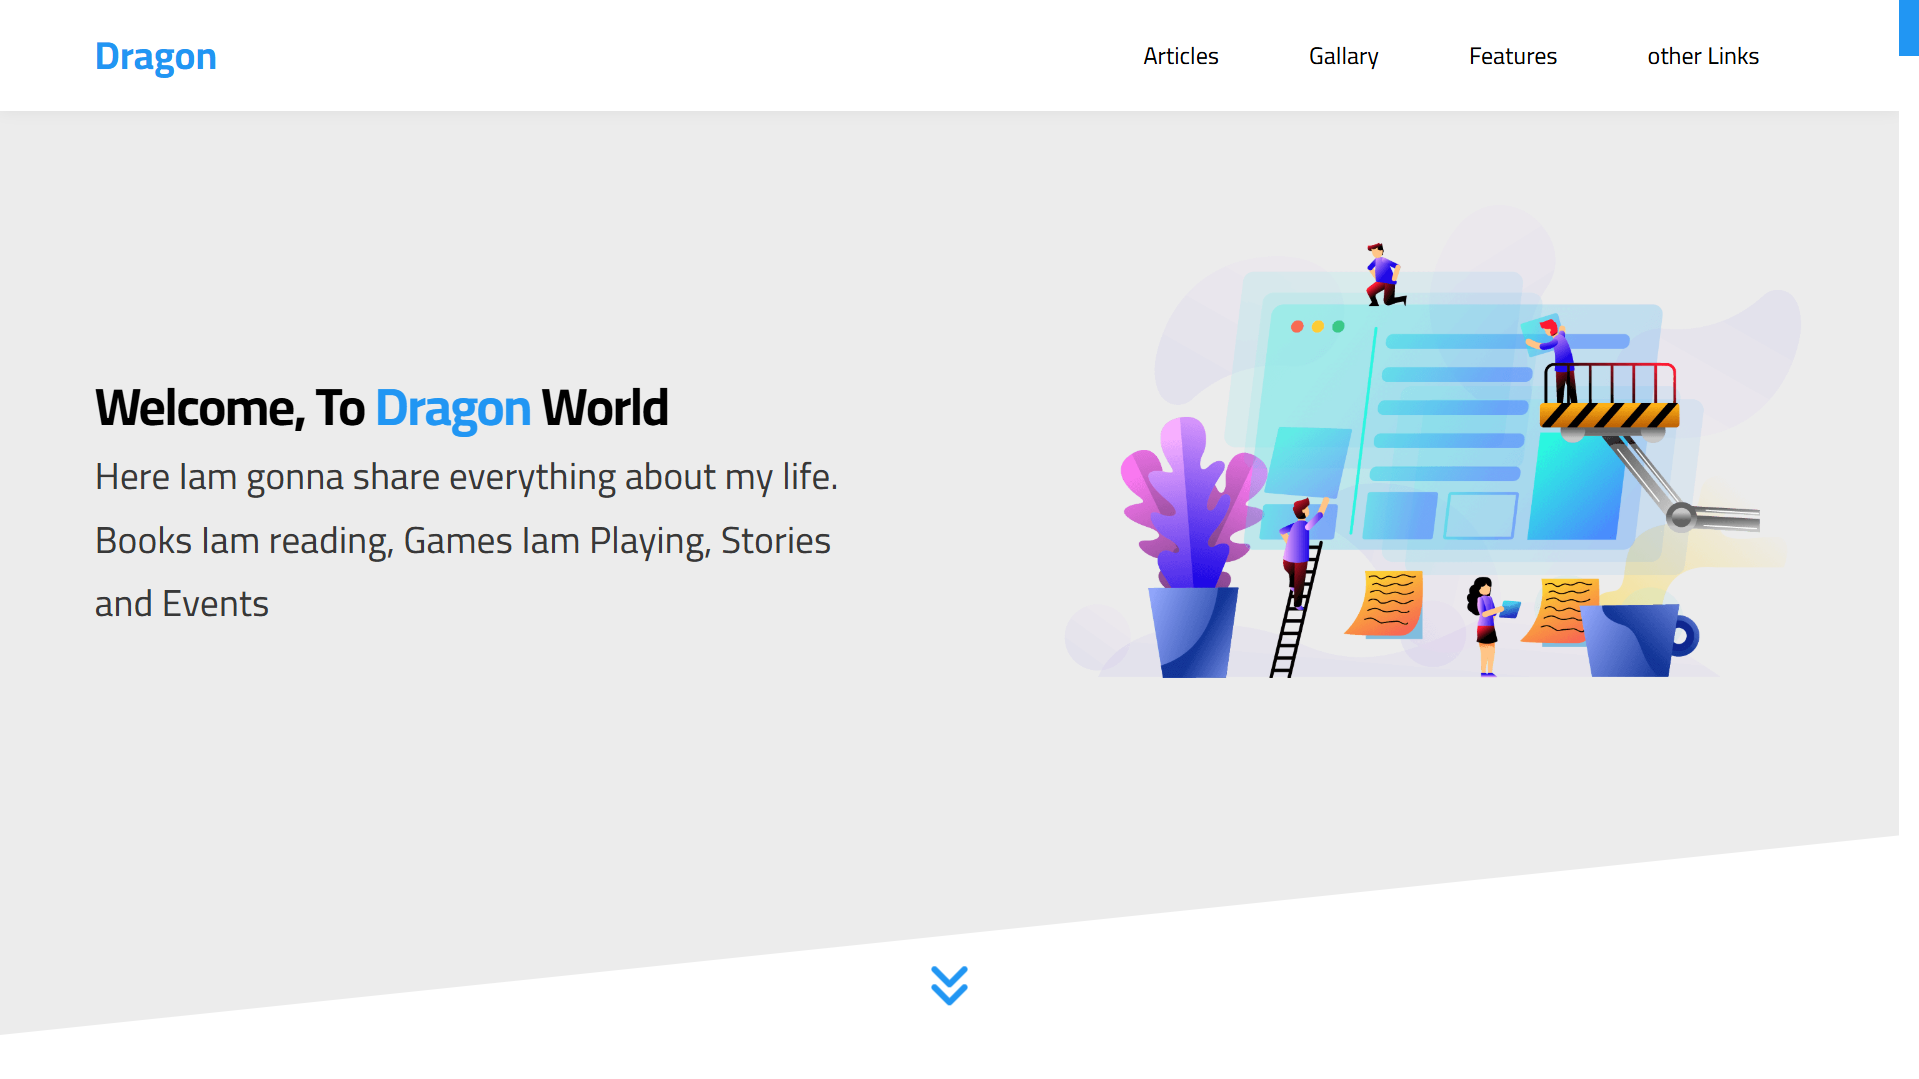 Dragon
Articles
Gallary
Features
other Links
Welcome, To Dragon World
Here Iam gonna share everything about my life.
Books Iam reading, Games Iam Playing, Stories
and Events